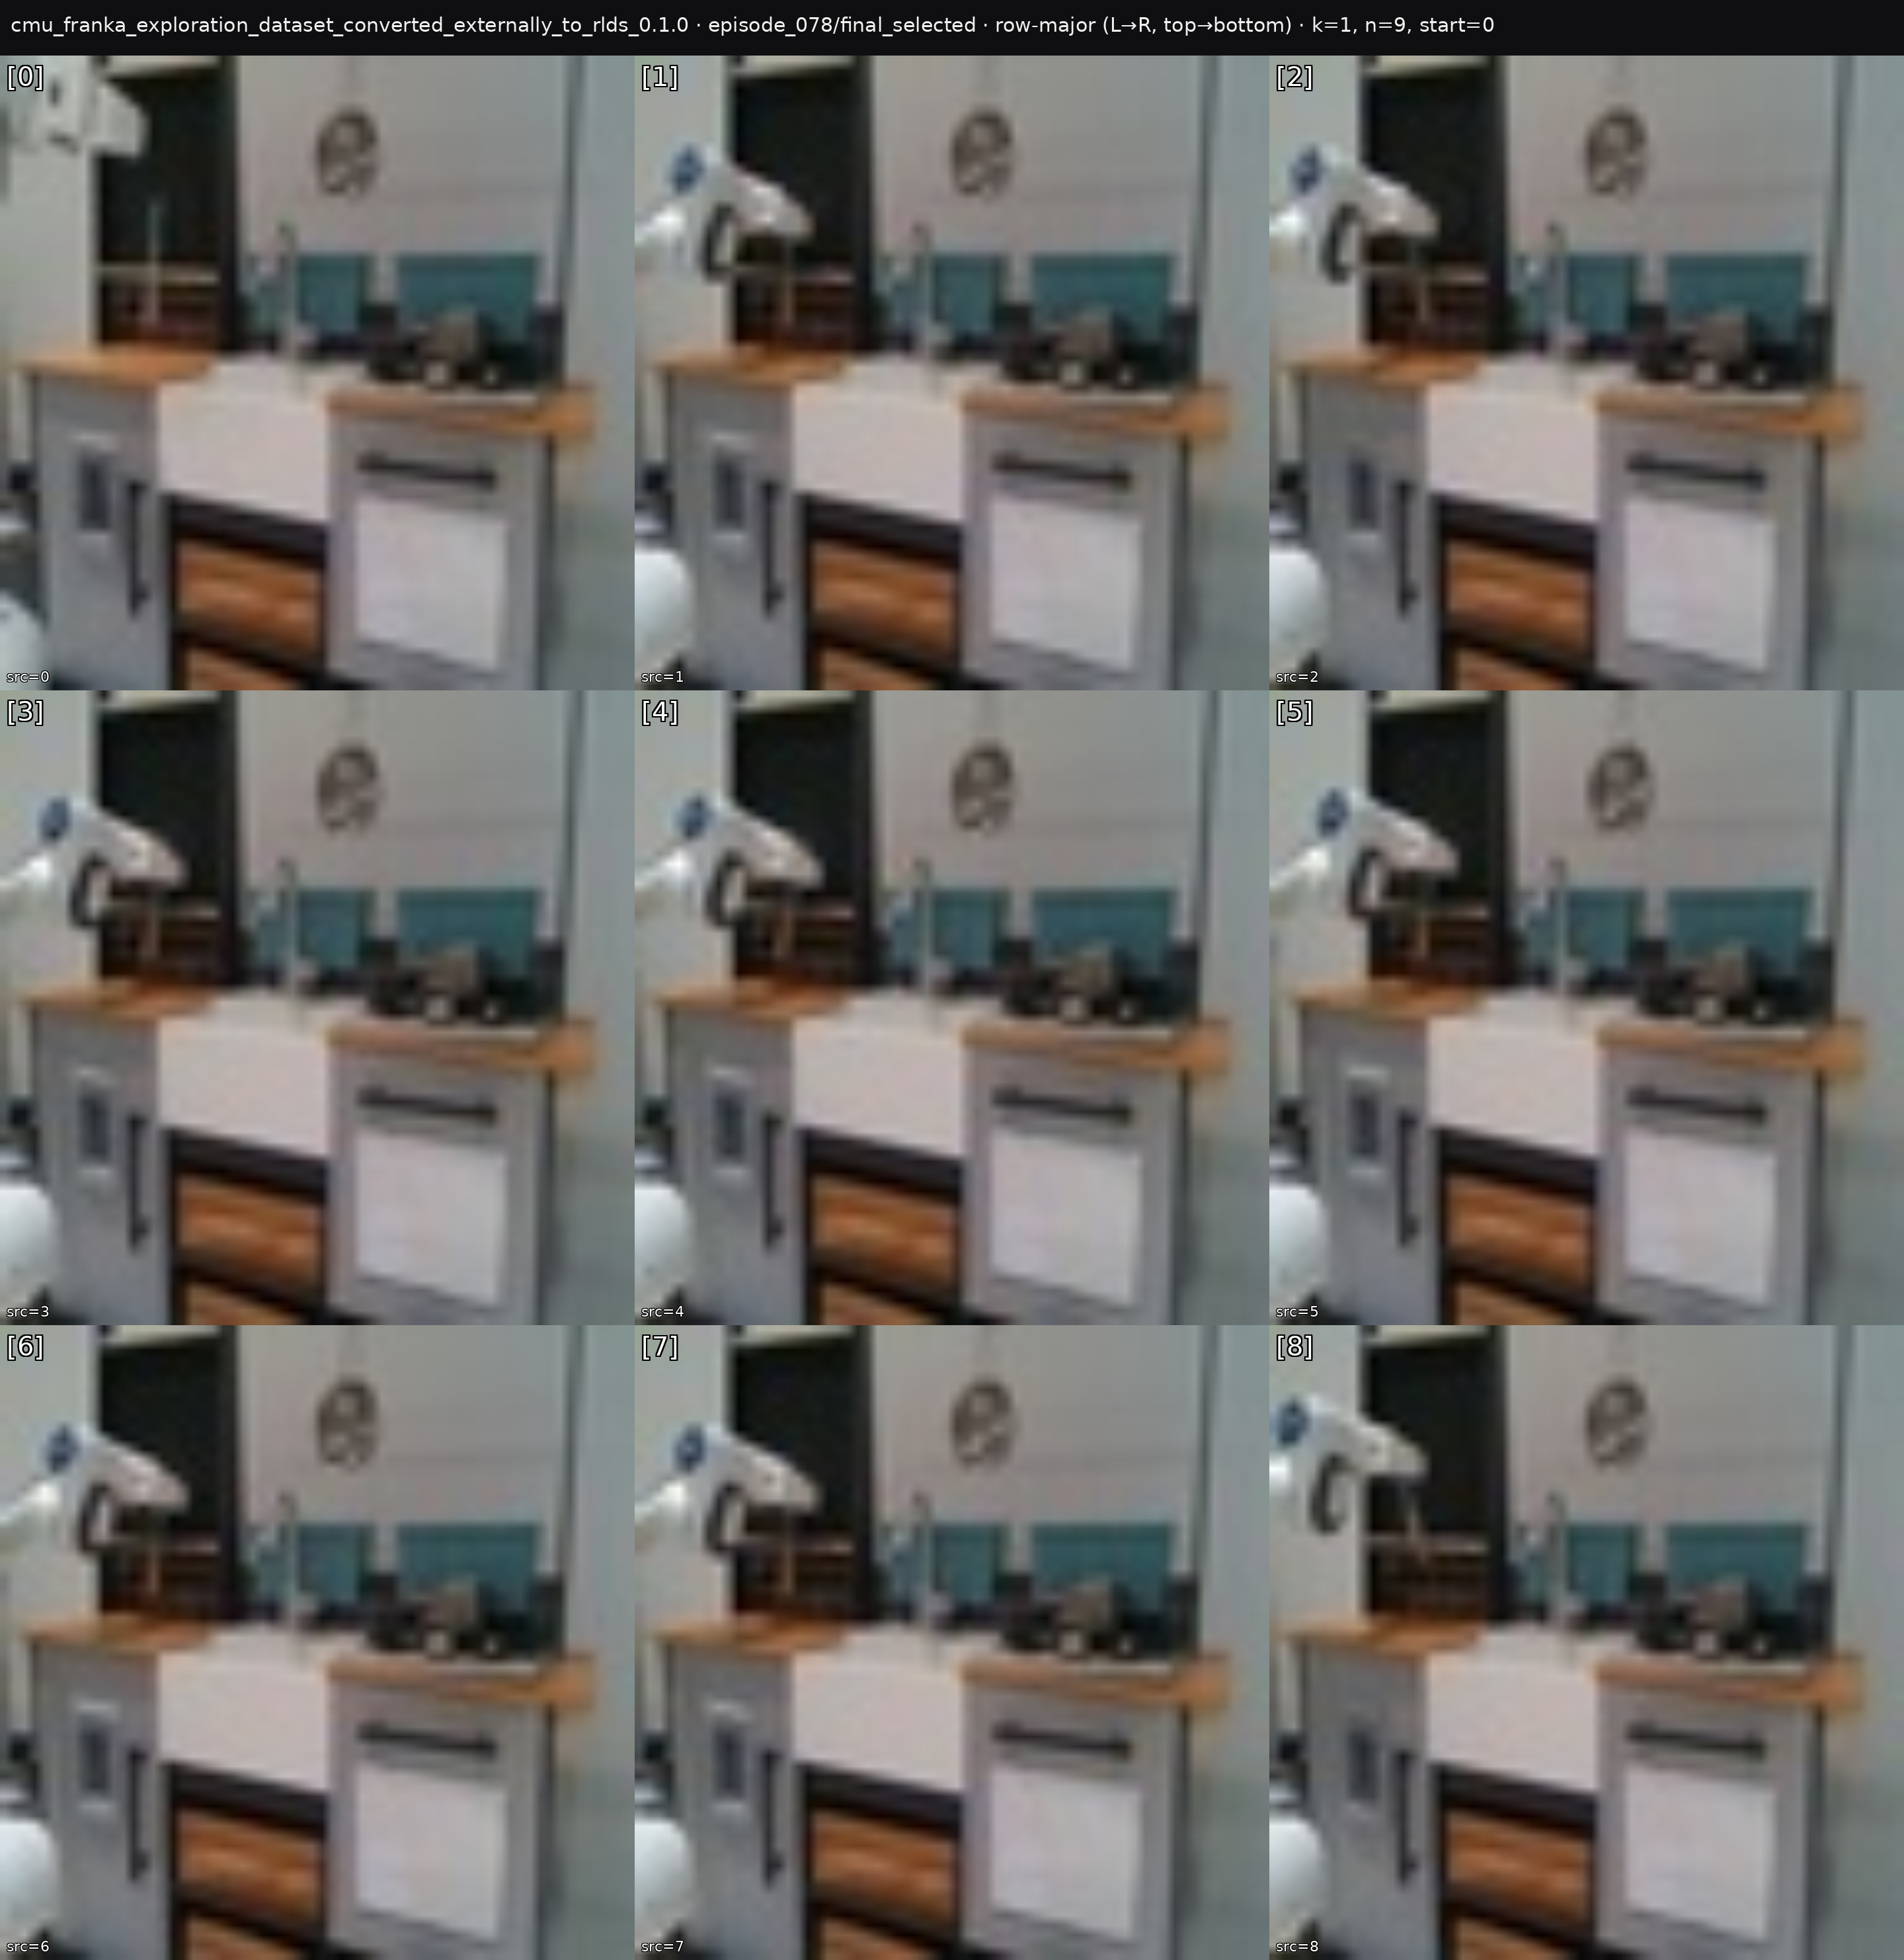 cmu_franka_exploration_dataset_converted_externally_to_rlds_0.1.0 · episode_078/final_selected · row-major (L→R, top→bottom) · k=1, n=9, start=0
[0]
[1]
[2]
src=0
src=1
src=2
[3]
[4]
[5]
src=3
src=4
src=5
[6]
[7]
[8]
src=6
src=7
src=8